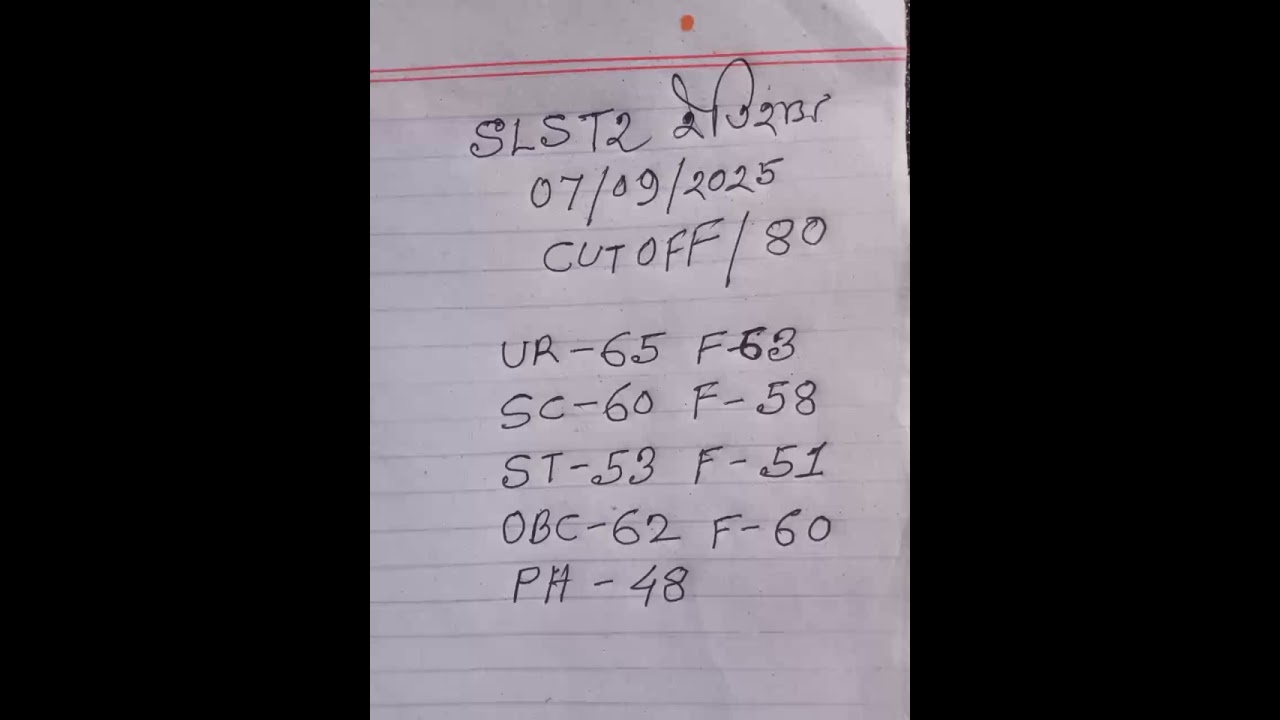 SLST2 ইতিহাস
07/09/2025
CUTOFF/80
UR-65 F-63
SC-60 F-58
ST-53 F-51
OBC-62 F-60
PH-48